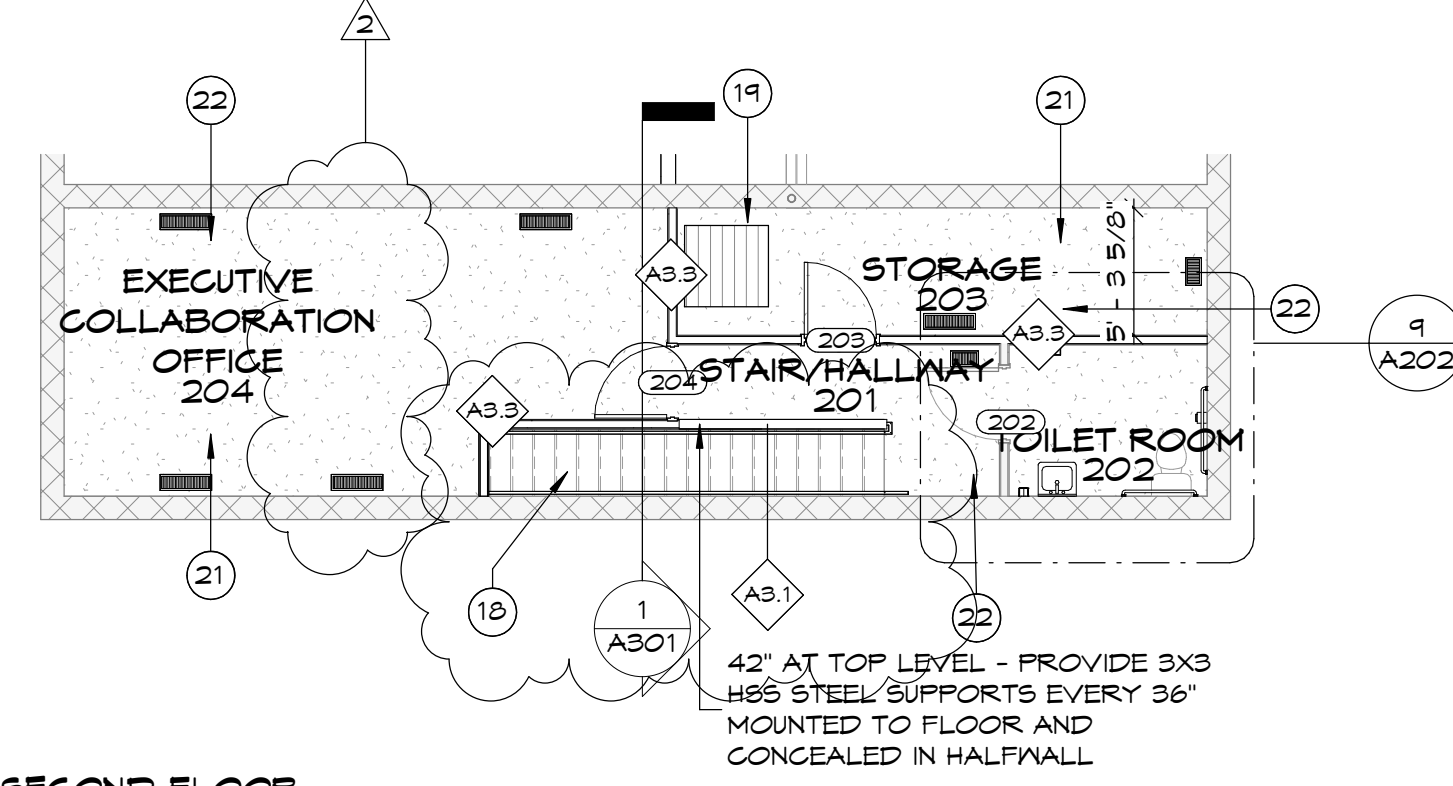 2
22
19
21
A3.3
5' - 3 5/8"
EXECUTIVE
COLLABORATION
OFFICE
204
STORAGE
203
22
A3.3
9
A202
203
204
STAIR/HALLWAY
201
A3.3
202
TOILET ROOM
202
21
18
1
A301
A3.1
22
42" AT TOP LEVEL - PROVIDE 3X3
HSS STEEL SUPPORTS EVERY 36"
MOUNTED TO FLOOR AND
CONCEALED IN HALFWALL
SECOND FLOOR